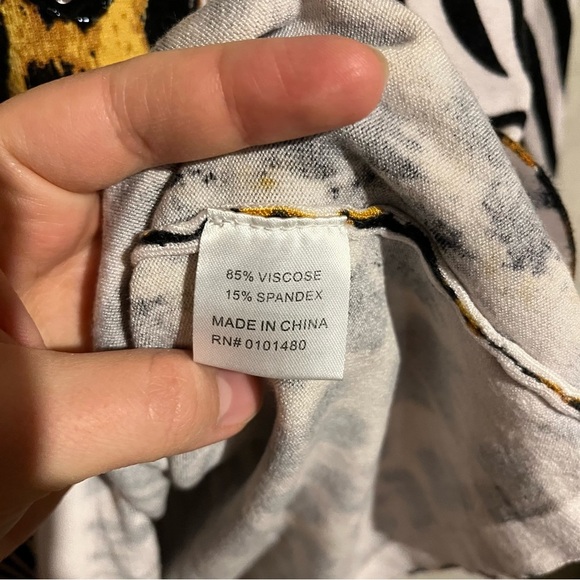 85% VISCOSE
15% SPANDEX
MADE IN CHINA
RN# 0101480